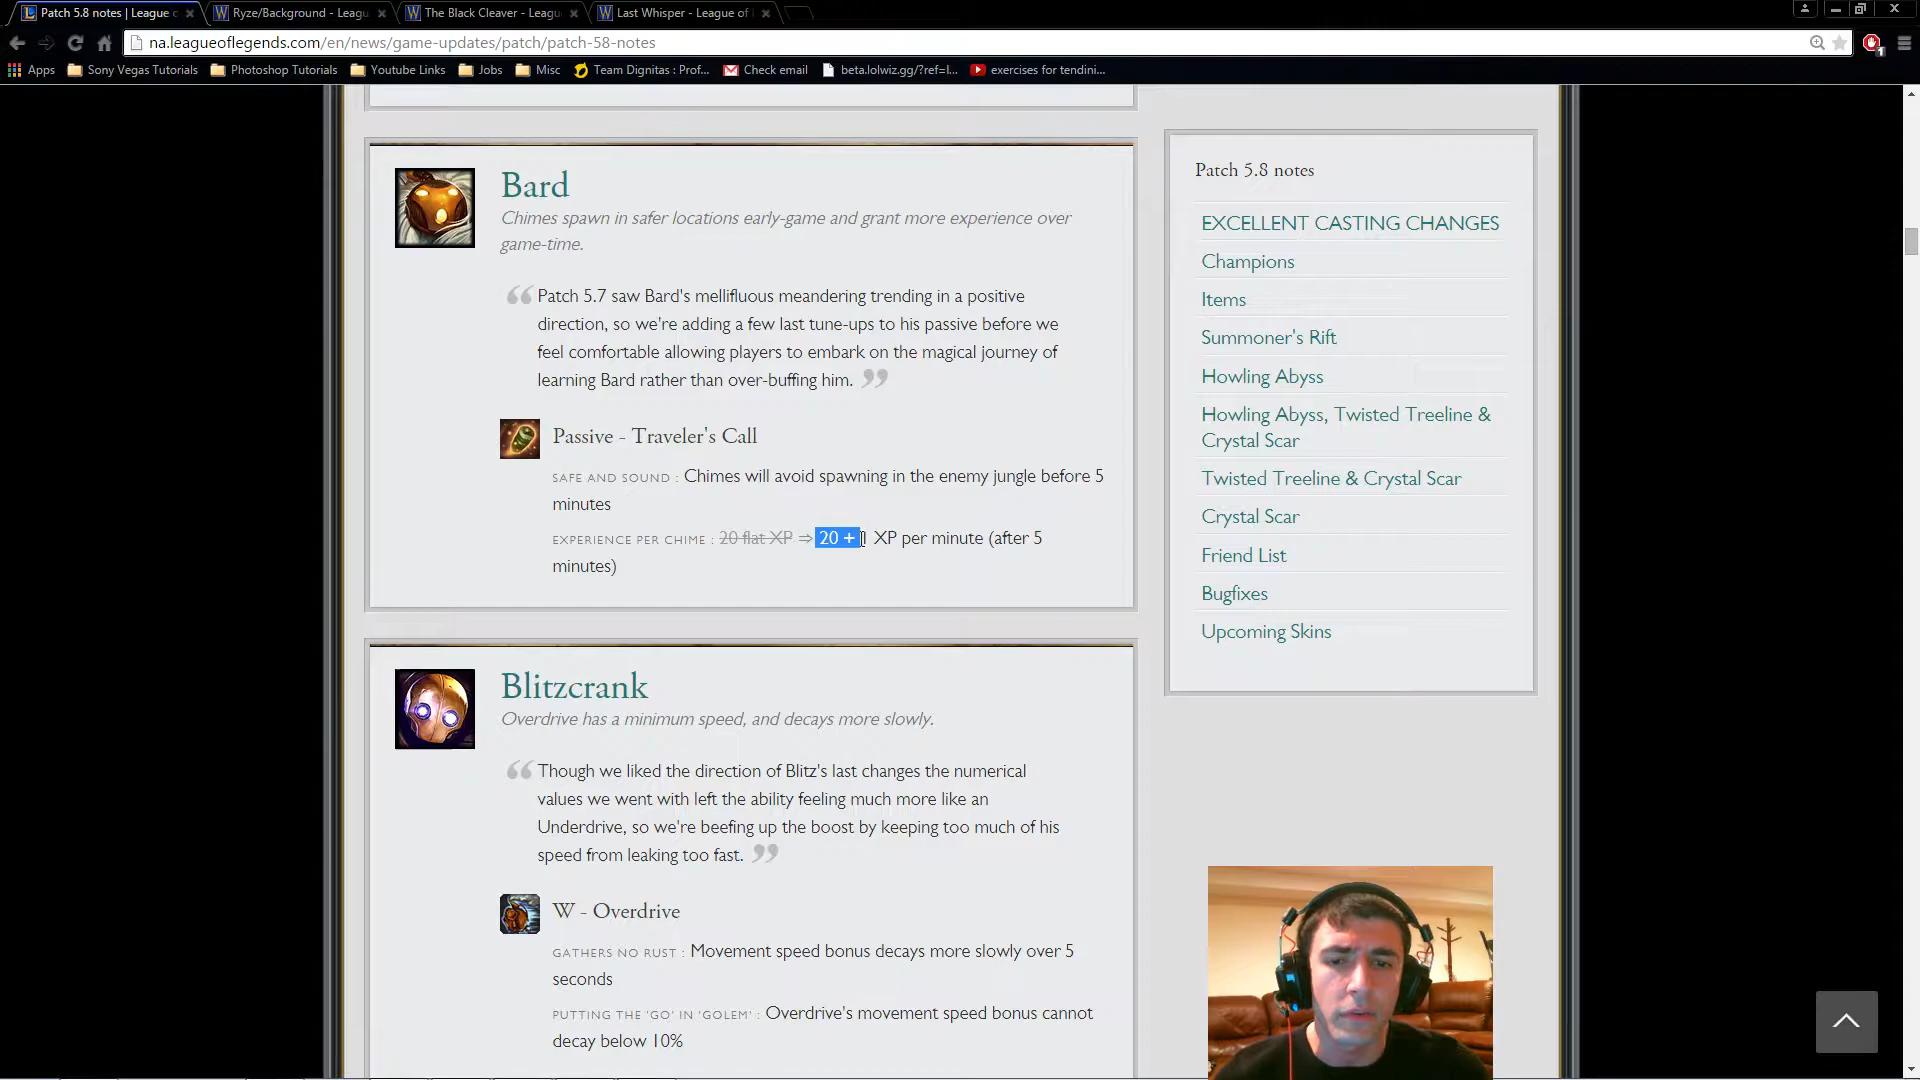 Patch 5.8 notes | League o
Ryze/Background - Leagu
The Black Cleaver - Leagu
Last Whisper - League of
na.leagueoflegends.com/en/news/game-updates/patch/patch-58-notes
Apps
Sony Vegas Tutorials
Photoshop Tutorials
Youtube Links
Jobs
Misc
Team Dignitas : Prof...
Check email
beta.lolwiz.gg/?ref=l...
exercises for tendini...
Bard
Chimes spawn in safer locations early-game and grant more experience over
game-time.
“ Patch 5.7 saw Bard's mellifluous meandering trending in a positive
direction, so we're adding a few last tune-ups to his passive before we
feel comfortable allowing players to embark on the magical journey of
learning Bard rather than over-buffing him. ”
Passive - Traveler's Call
SAFE AND SOUND : Chimes will avoid spawning in the enemy jungle before 5
minutes
EXPERIENCE PER CHIME : 20 flat XP ⇒ 20 + 1 XP per minute (after 5
minutes)
Blitzcrank
Overdrive has a minimum speed, and decays more slowly.
“ Though we liked the direction of Blitz's last changes the numerical
values we went with left the ability feeling much more like an
Underdrive, so we're beefing up the boost by keeping too much of his
speed from leaking too fast. ”
W - Overdrive
GATHERS NO RUST : Movement speed bonus decays more slowly over 5
seconds
PUTTING THE 'GO' IN 'GOLEM' : Overdrive's movement speed bonus cannot
decay below 10%
Patch 5.8 notes
EXCELLENT CASTING CHANGES
Champions
Items
Summoner's Rift
Howling Abyss
Howling Abyss, Twisted Treeline &
Crystal Scar
Twisted Treeline & Crystal Scar
Crystal Scar
Friend List
Bugfixes
Upcoming Skins